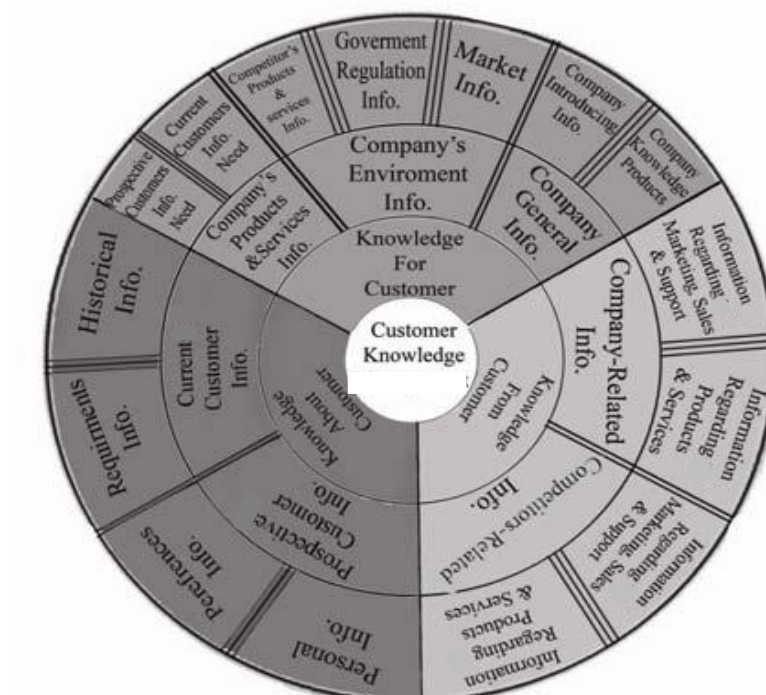 Customer
Knowledge
Knowledge
For
Customer
Company's
Products
&Services
Info.
Company's
Enviroment
Info.
Company
General
Info.
Prospective
Customers
Info.
Need
Current
Customers
Info.
Need
Competitor's
Products
&
services
Info.
Goverment
Regulation
Info.
Market
Info.
Company
Introducing
Info.
Company
Knowledge
Products
Knowledge
From
Customer
Company-Related
Info.
Competitors-Related
Info.
Information
Regarding
Marketing, Sales
& Support
Information
Regarding
Products
& Services
Information
Regarding
Marketing, Sales
& Support
Information
Regarding
Products
& Services
Knowledge
About
Customer
Prospective
Customer
Info.
Current
Customer
Info.
Personal
Info.
Perefrences
Info.
Requirments
Info.
Historical
Info.